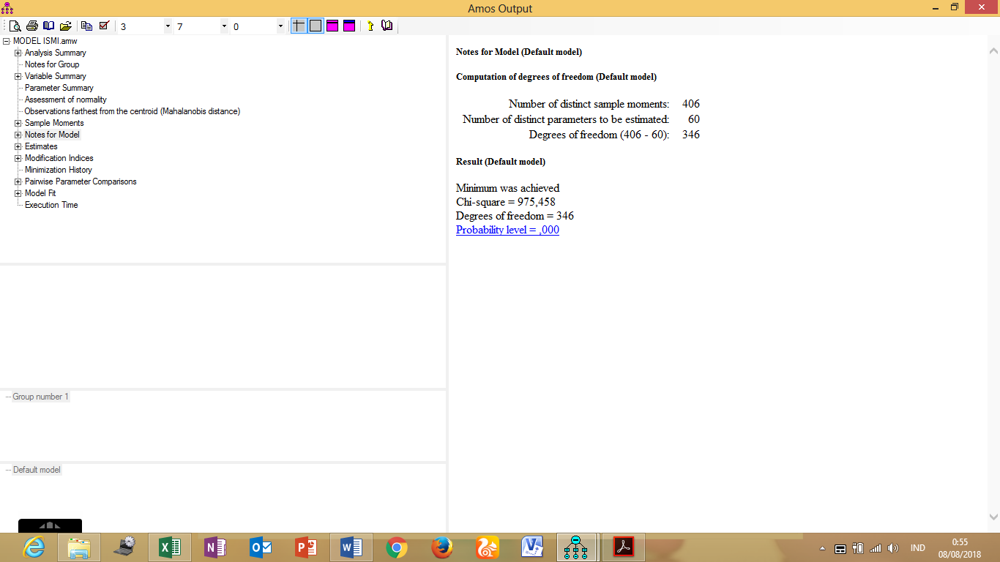 Amos Output
3 7 0
MODEL ISMI.amw
Analysis Summary
Notes for Group
Variable Summary
Parameter Summary
Assessment of normality
Observations farthest from the centroid (Mahalanobis distance)
Sample Moments
Notes for Model
Estimates
Modification Indices
Minimization History
Pairwise Parameter Comparisons
Model Fit
Execution Time
Group number 1
Default model
Notes for Model (Default model)
Computation of degrees of freedom (Default model)
Number of distinct sample moments: 406
Number of distinct parameters to be estimated: 60
Degrees of freedom (406 - 60): 346
Result (Default model)
Minimum was achieved
Chi-square = 975,458
Degrees of freedom = 346
Probability level = ,000
IND
0:55
08/08/2018